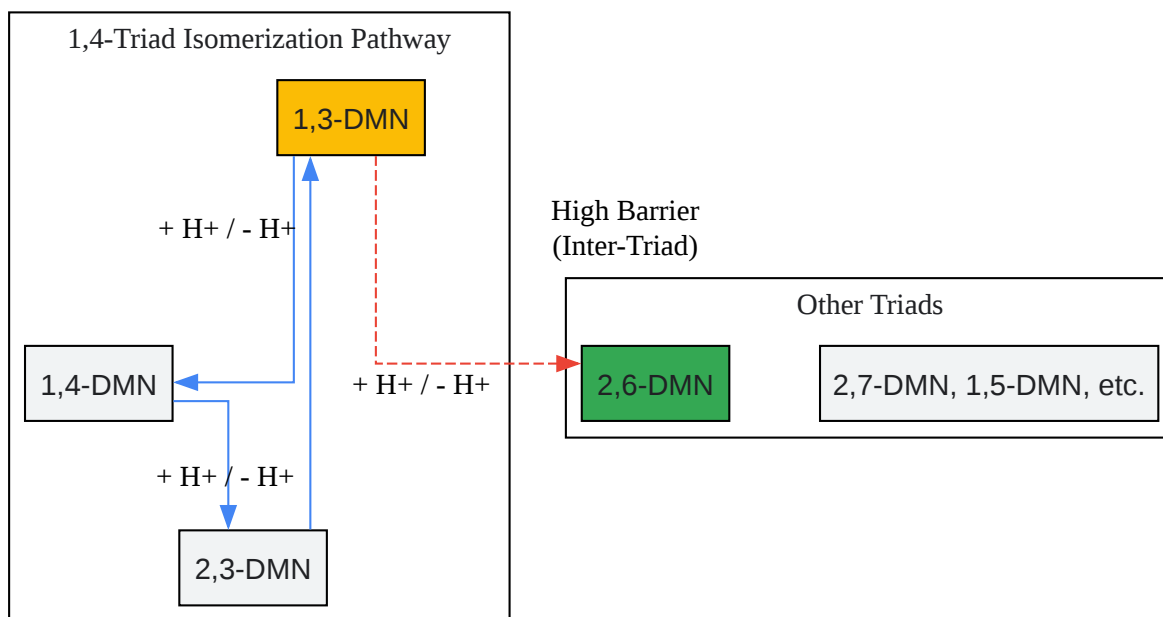 1,4-Triad Isomerization Pathway
1,3-DMN
+ H+ / - H+
High Barrier
(Inter-Triad)
Other Triads
1,4-DMN
+ H+ / - H+
2,6-DMN
2,7-DMN, 1,5-DMN, etc.
+ H+ / - H+
2,3-DMN